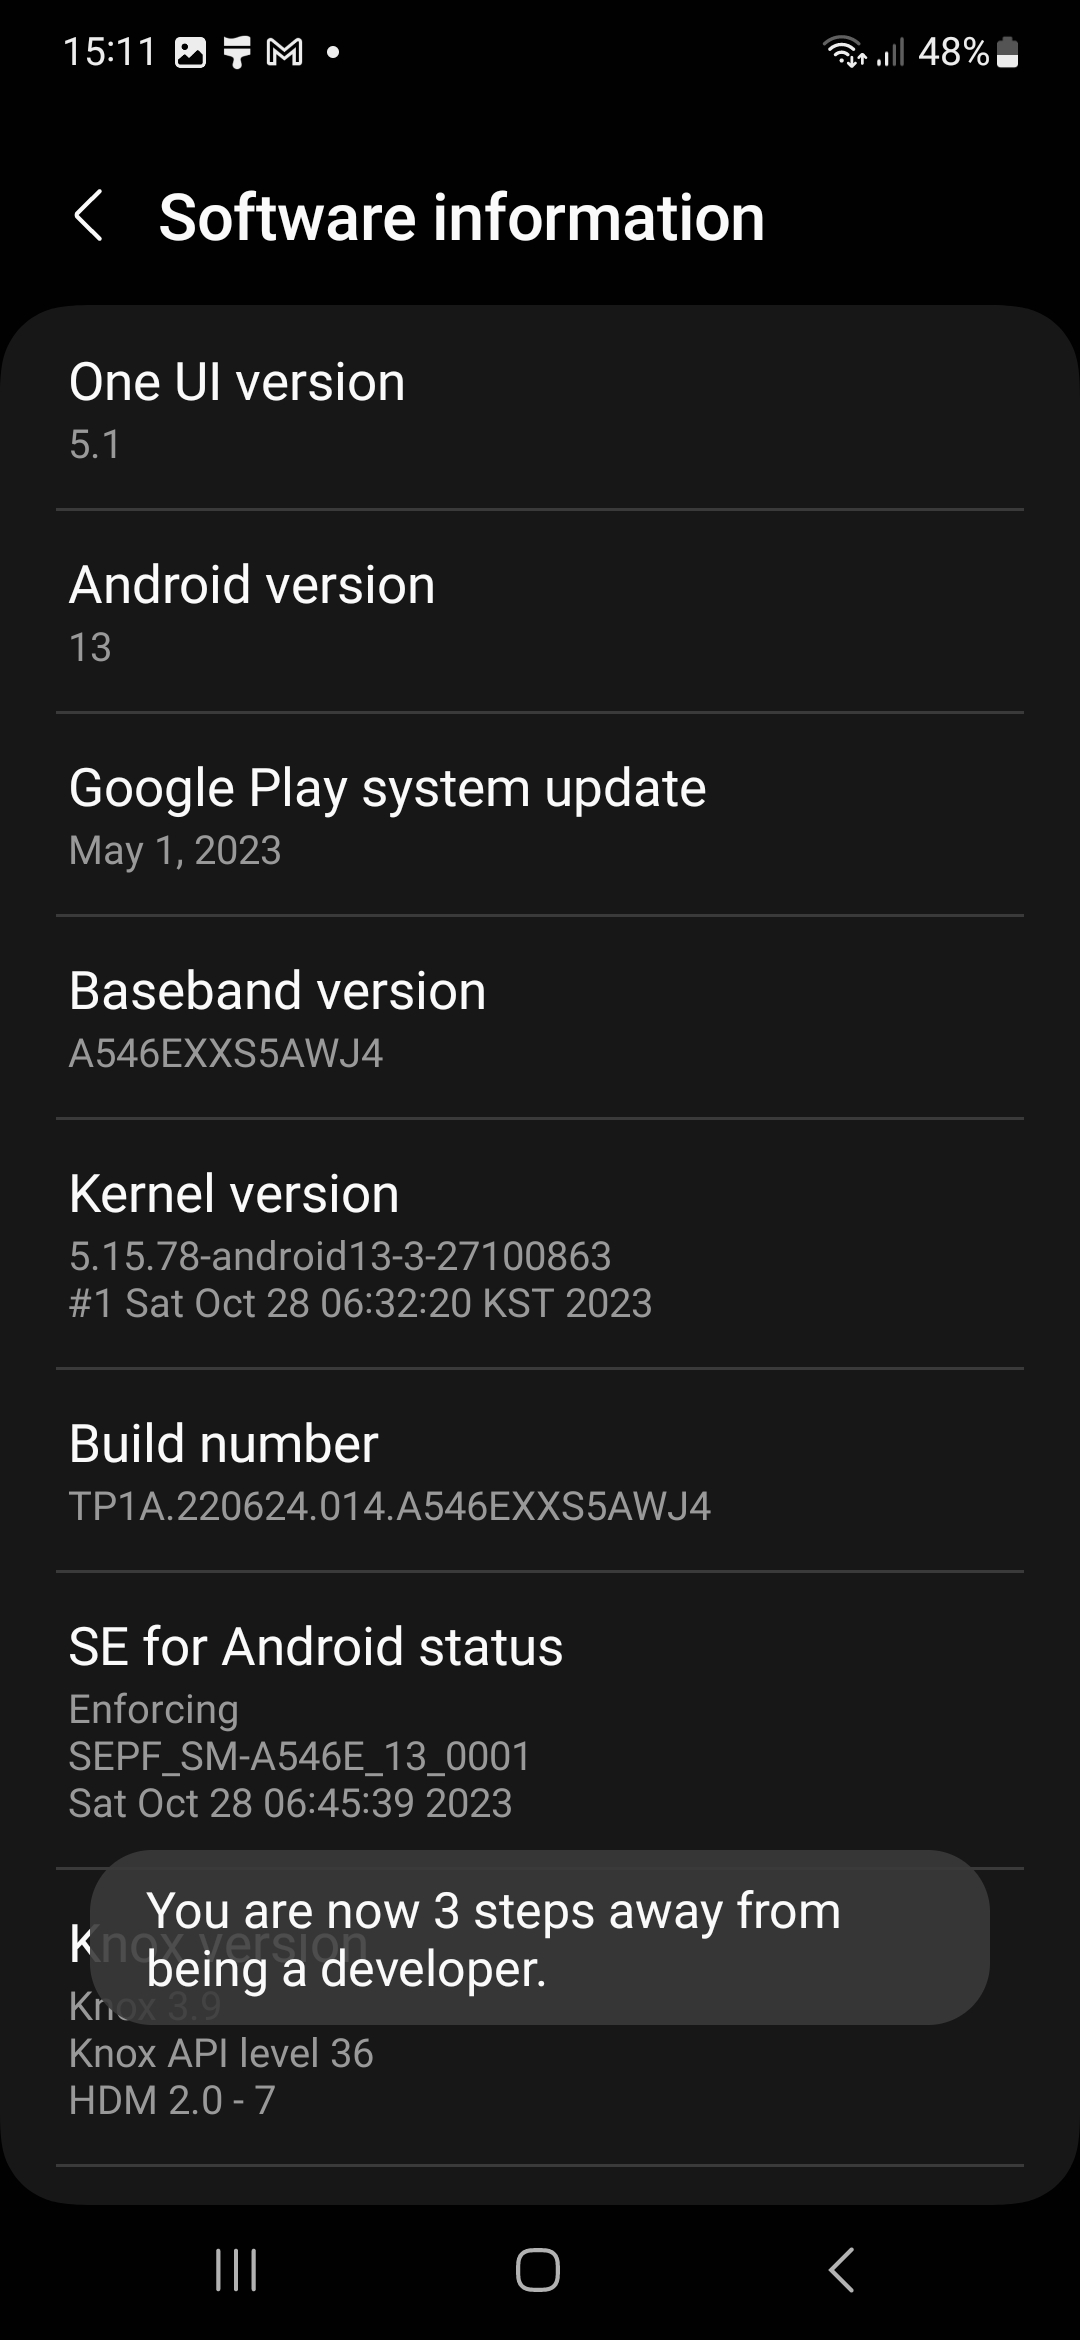 15:11
48%
Software information
One UI version
5.1
Android version
13
Google Play system update
May 1, 2023
Baseband version
A546EXXS5AWJ4
Kernel version
5.15.78-android13-3-27100863
#1 Sat Oct 28 06:32:20 KST 2023
Build number
TP1A.220624.014.A546EXXS5AWJ4
SE for Android status
Enforcing
SEPF_SM-A546E_13_0001
Sat Oct 28 06:45:39 2023
You are now 3 steps away from
being a developer.
Knox version
Knox 3.9
Knox API level 36
HDM 2.0 - 7